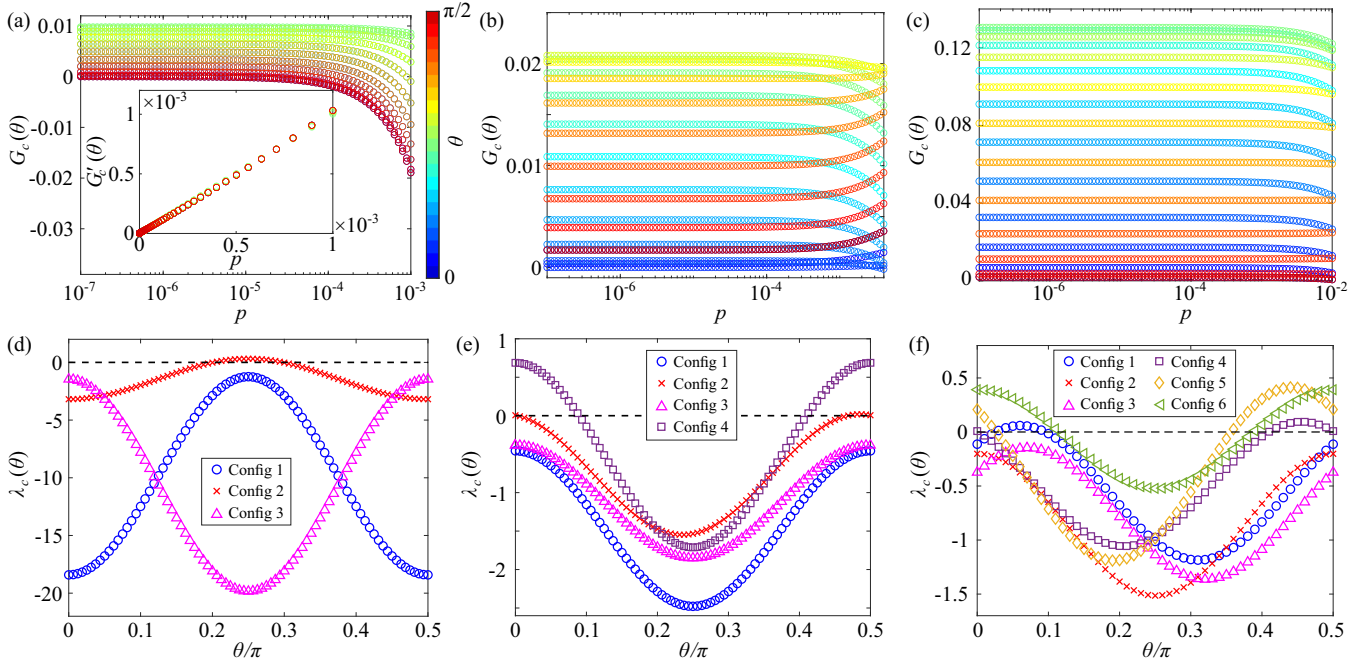 (a)
0.01
0
-0.01
-0.02
-0.03
G_c(θ)
×10^-3
1
0.5
0
G'_c(θ)
0 0.5 1
×10^-3
p
10^-7 10^-6 10^-5 10^-4 10^-3
p
π/2
θ
0
(b)
0.02
0.01
0
G_c(θ)
10^-6 10^-4
p
(c)
0.12
0.08
0.04
0
G_c(θ)
10^-6 10^-4 10^-2
p
(d)
0
-5
-10
-15
-20
λ_c(θ)
Config 1
Config 2
Config 3
0 0.1 0.2 0.3 0.4 0.5
θ/π
(e)
1
0
-1
-2
λ_c(θ)
Config 1
Config 2
Config 3
Config 4
0 0.1 0.2 0.3 0.4 0.5
θ/π
(f)
0.5
0
-0.5
-1
-1.5
λ_c(θ)
Config 1 Config 4
Config 2 Config 5
Config 3 Config 6
0 0.1 0.2 0.3 0.4 0.5
θ/π